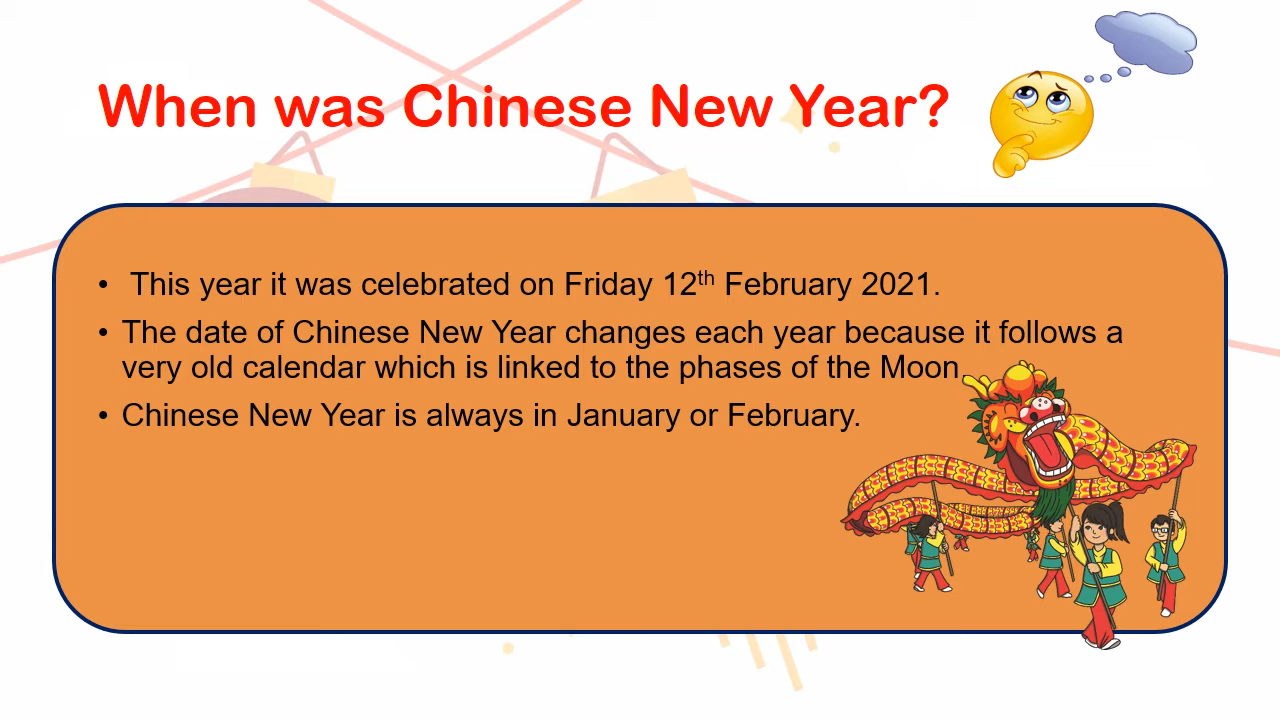 When was Chinese New Year?
• This year it was celebrated on Friday 12th February 2021.
• The date of Chinese New Year changes each year because it follows a
very old calendar which is linked to the phases of the Moon.
• Chinese New Year is always in January or February.